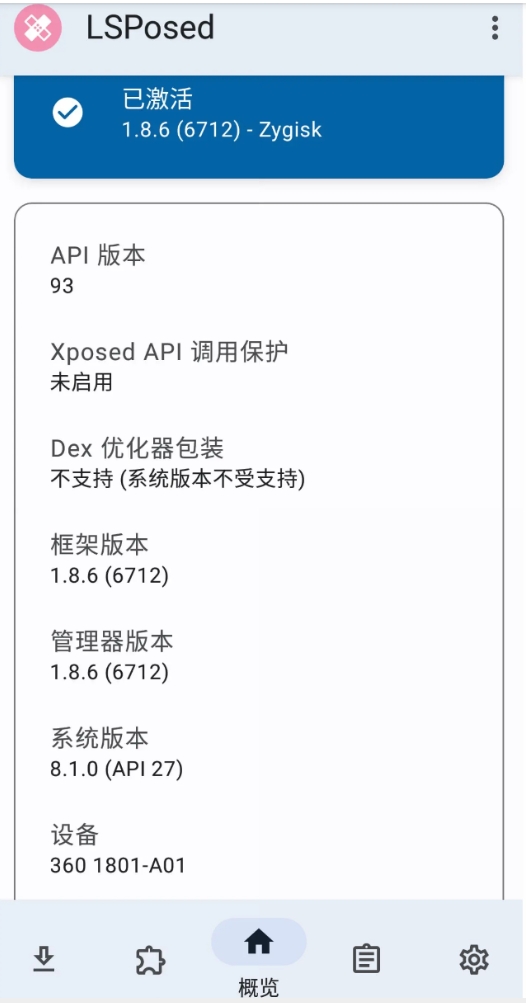 LSPosed
已激活
1.8.6 (6712) - Zygisk
API 版本
93
Xposed API 调用保护
未启用
Dex 优化器包装
不支持 (系统版本不受支持)
框架版本
1.8.6 (6712)
管理器版本
1.8.6 (6712)
系统版本
8.1.0 (API 27)
设备
360 1801-A01
概览